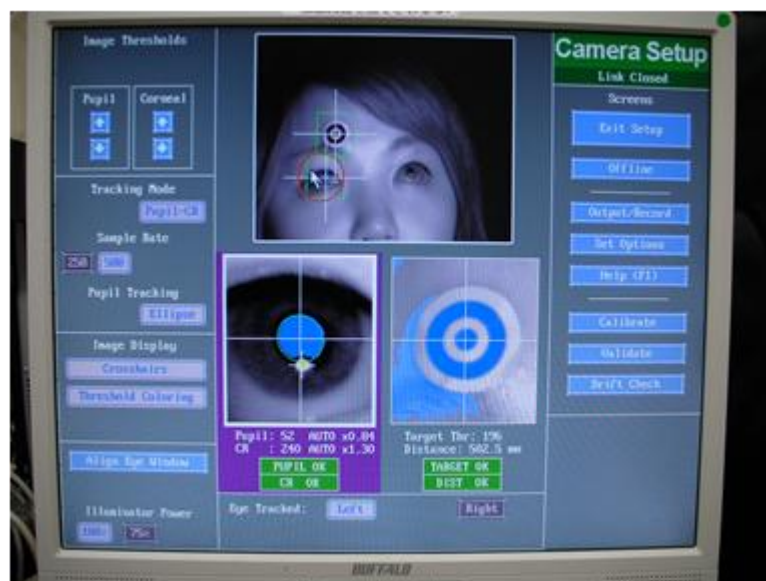 Image Thresholds
Pupil
Corneal
Tracking Mode
Pupil-CR
Sample Rate
250
500
Pupil Tracking
Ellipse
Image Display
Crosshairs
Threshold Coloring
Align Eye Window
Illuminator Power
100%
75%
Pupil: 52 AUTO x0.84
CR : 240 AUTO x1.30
PUPIL OK
CR OK
Target Thr: 196
Distance: 502.5 mm
TARGET OK
DIST OK
Eye Tracked:
Left
Right
Camera Setup
Link Closed
Screens
Exit Setup
Offline
Output/Record
Set Options
Help (F1)
Calibrate
Validate
Drift Check
BUFFALO